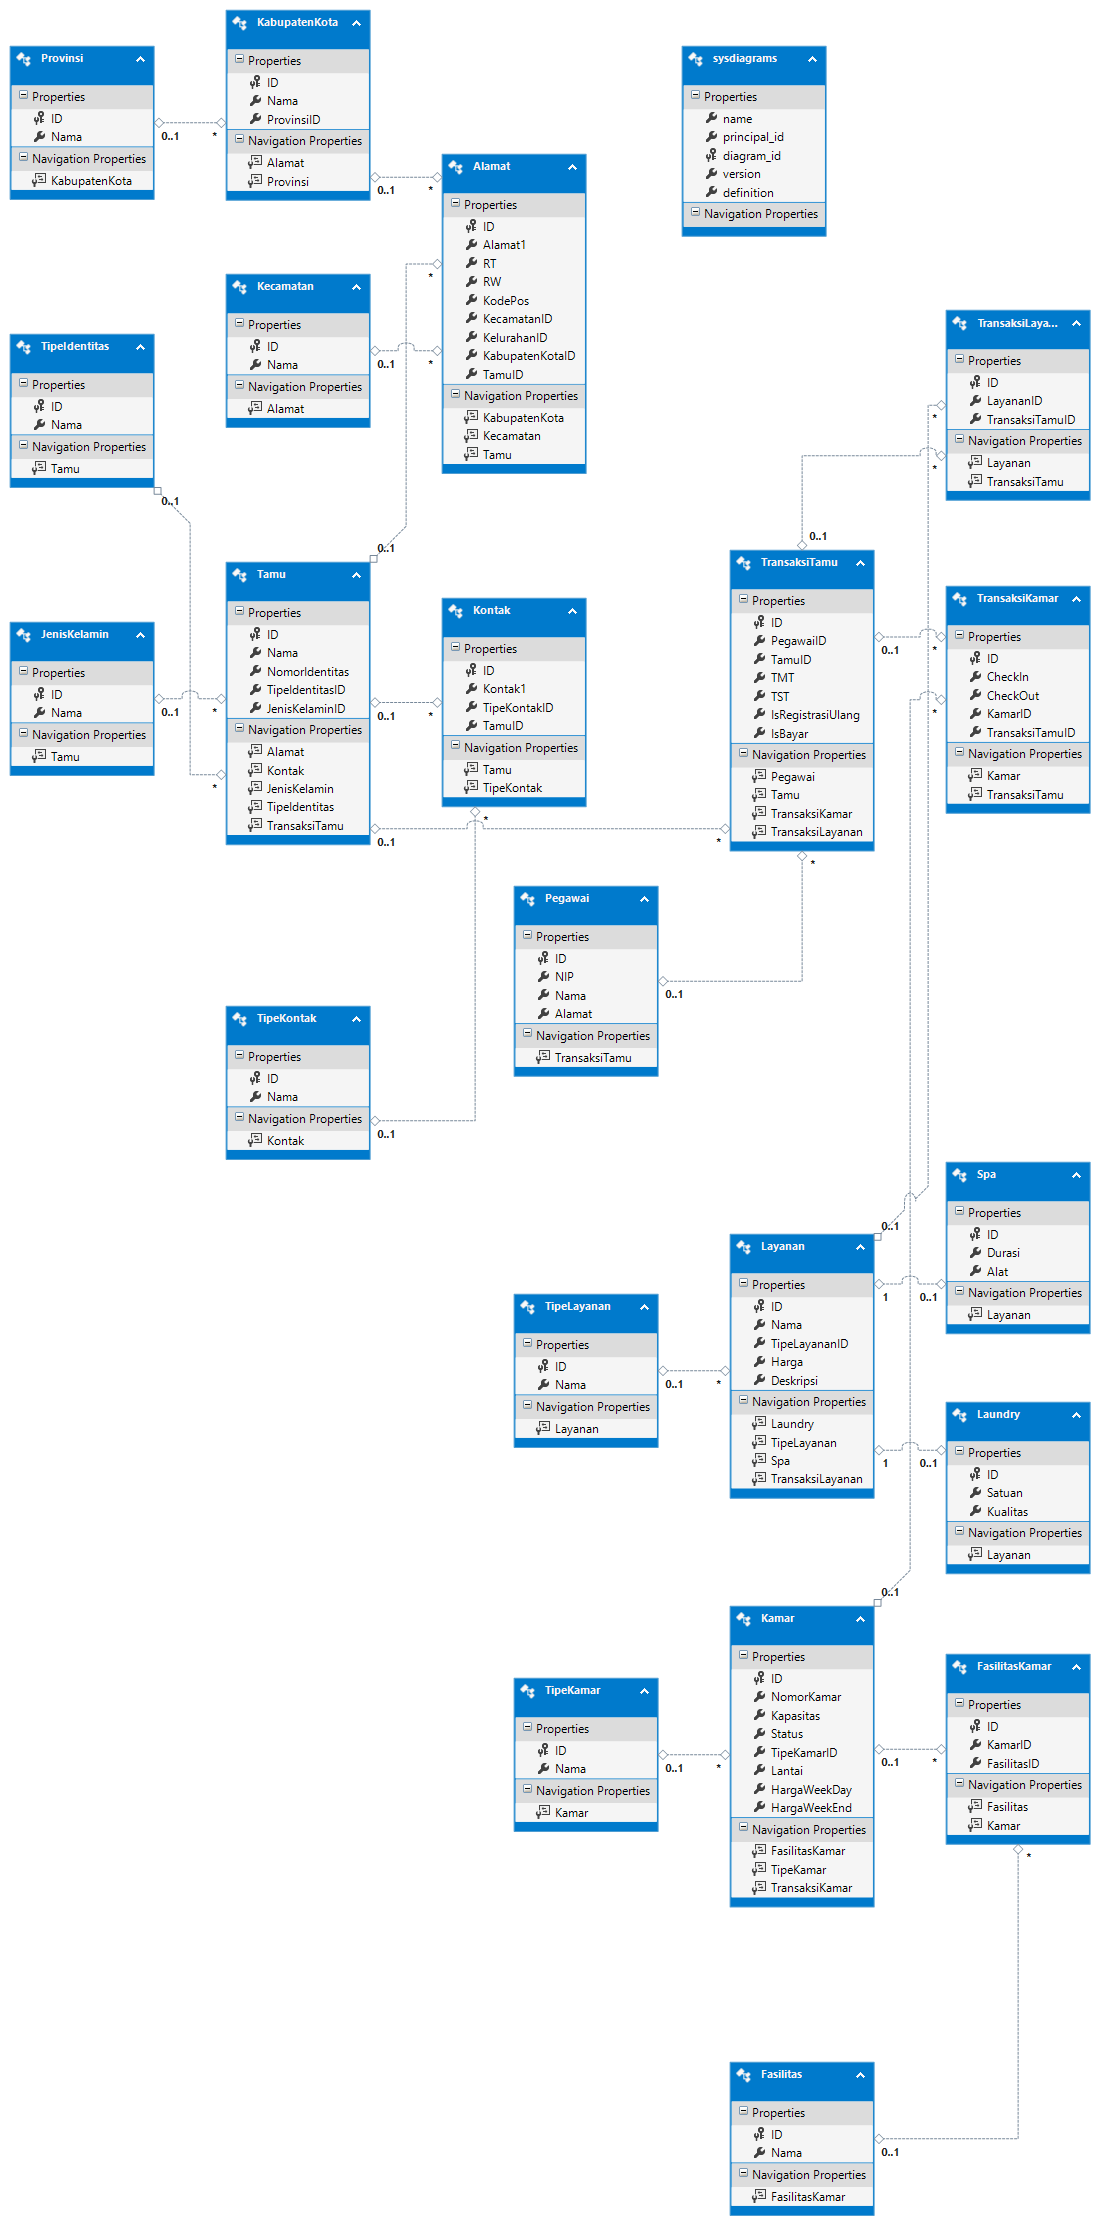 KabupatenKota
Properties
ID
Nama
ProvinsiID
Navigation Properties
Alamat
Provinsi
0..1
*
Provinsi
Properties
ID
Nama
Navigation Properties
KabupatenKota
0..1
*
sysdiagrams
Properties
name
principal_id
diagram_id
version
definition
Navigation Properties
Alamat
Properties
ID
Alamat1
RT
RW
KodePos
KecamatanID
KelurahanID
KabupatenKotaID
TamuID
Navigation Properties
KabupatenKota
Kecamatan
Tamu
*
Kecamatan
Properties
ID
Nama
Navigation Properties
Alamat
0..1
*
TipeIdentitas
Properties
ID
Nama
Navigation Properties
Tamu
0..1
TransaksiLaya...
Properties
ID
LayananID
TransaksiTamuID
Navigation Properties
Layanan
TransaksiTamu
*
*
0..1
0..1
Tamu
Properties
ID
Nama
NomorIdentitas
TipeIdentitasID
JenisKelaminID
Navigation Properties
Alamat
Kontak
JenisKelamin
TipeIdentitas
TransaksiTamu
*
0..1
*
0..1
*
JenisKelamin
Properties
ID
Nama
Navigation Properties
Tamu
0..1
*
Kontak
Properties
ID
Kontak1
TipeKontakID
TamuID
Navigation Properties
Tamu
TipeKontak
*
TransaksiTamu
Properties
ID
PegawaiID
TamuID
TMT
TST
IsRegistrasiUlang
IsBayar
Navigation Properties
Pegawai
Tamu
TransaksiKamar
TransaksiLayanan
0..1
*
*
TransaksiKamar
Properties
ID
CheckIn
CheckOut
KamarID
TransaksiTamuID
Navigation Properties
Kamar
TransaksiTamu
*
Pegawai
Properties
ID
NIP
Nama
Alamat
Navigation Properties
TransaksiTamu
0..1
TipeKontak
Properties
ID
Nama
Navigation Properties
Kontak
0..1
Spa
Properties
ID
Durasi
Alat
Navigation Properties
Layanan
0..1
Layanan
Properties
ID
Nama
TipeLayananID
Harga
Deskripsi
Navigation Properties
Laundry
TipeLayanan
Spa
TransaksiLayanan
1
0..1
1
0..1
TipeLayanan
Properties
ID
Nama
Navigation Properties
Layanan
0..1
*
Laundry
Properties
ID
Satuan
Kualitas
Navigation Properties
Layanan
0..1
Kamar
Properties
ID
NomorKamar
Kapasitas
Status
TipeKamarID
Lantai
HargaWeekDay
HargaWeekEnd
Navigation Properties
FasilitasKamar
TipeKamar
TransaksiKamar
0..1
*
FasilitasKamar
Properties
ID
KamarID
FasilitasID
Navigation Properties
Fasilitas
Kamar
*
TipeKamar
Properties
ID
Nama
Navigation Properties
Kamar
0..1
*
Fasilitas
Properties
ID
Nama
Navigation Properties
FasilitasKamar
0..1